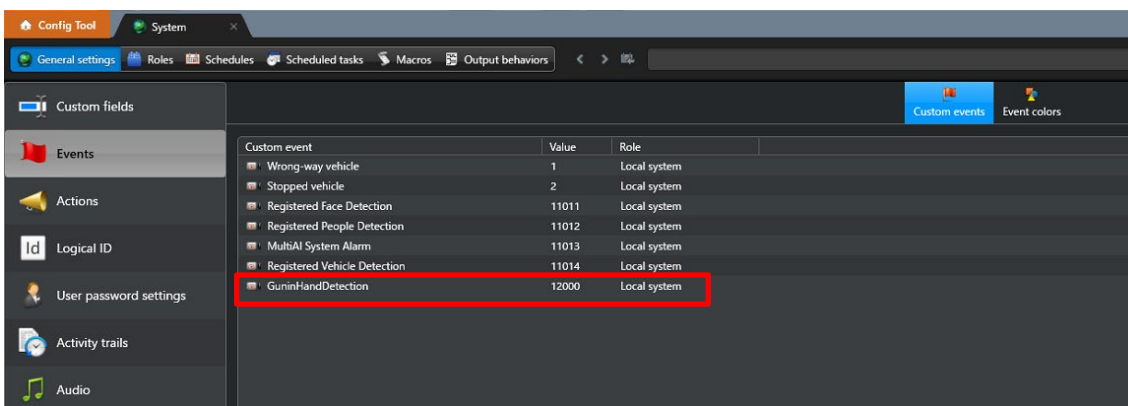 Config Tool System
General settings Roles Schedules Scheduled tasks Macros Output behaviors
Custom fields
Custom events Event colors
Events
Actions
Id Logical ID
User password settings
Activity trails
Audio
Custom event Value Role
Wrong-way vehicle 1 Local system
Stopped vehicle 2 Local system
Registered Face Detection 11011 Local system
Registered People Detection 11012 Local system
MultiAI System Alarm 11013 Local system
Registered Vehicle Detection 11014 Local system
GuninHandDetection 12000 Local system